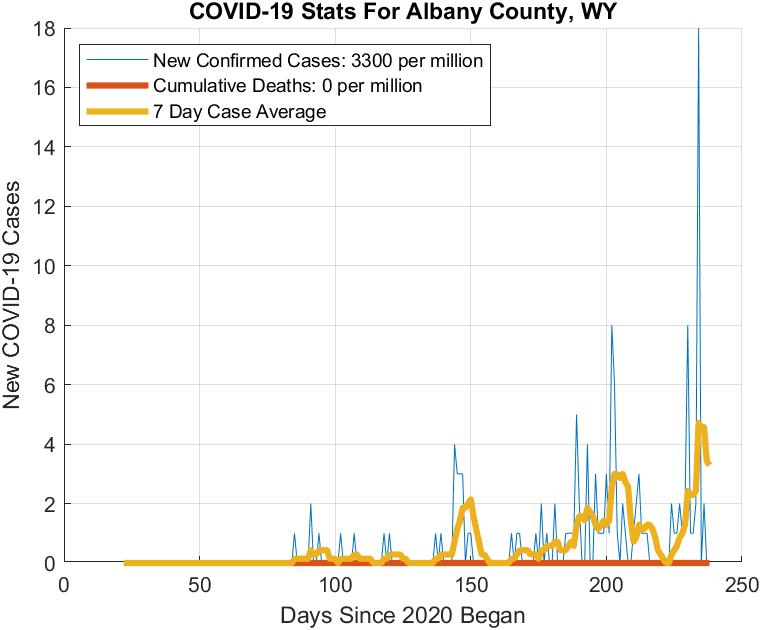 COVID-19 Stats For Albany County, WY
New Confirmed Cases: 3300 per million
Cumulative Deaths: 0 per million
7 Day Case Average
New COVID-19 Cases
18
16
14
12
10
8
6
4
2
0
0 50 100 150 200 250
Days Since 2020 Began